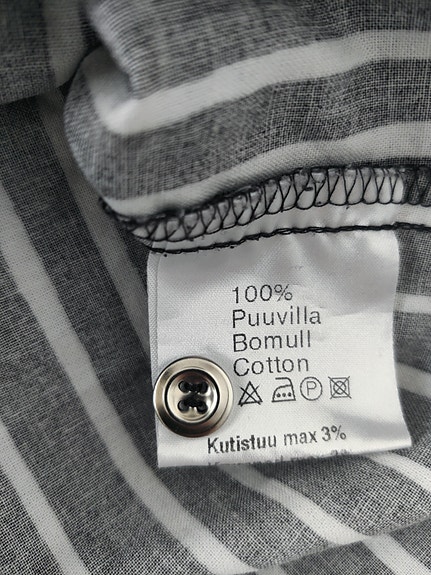 100%
Puuvilla
Bomull
Cotton
P
Kutistuu max 3%